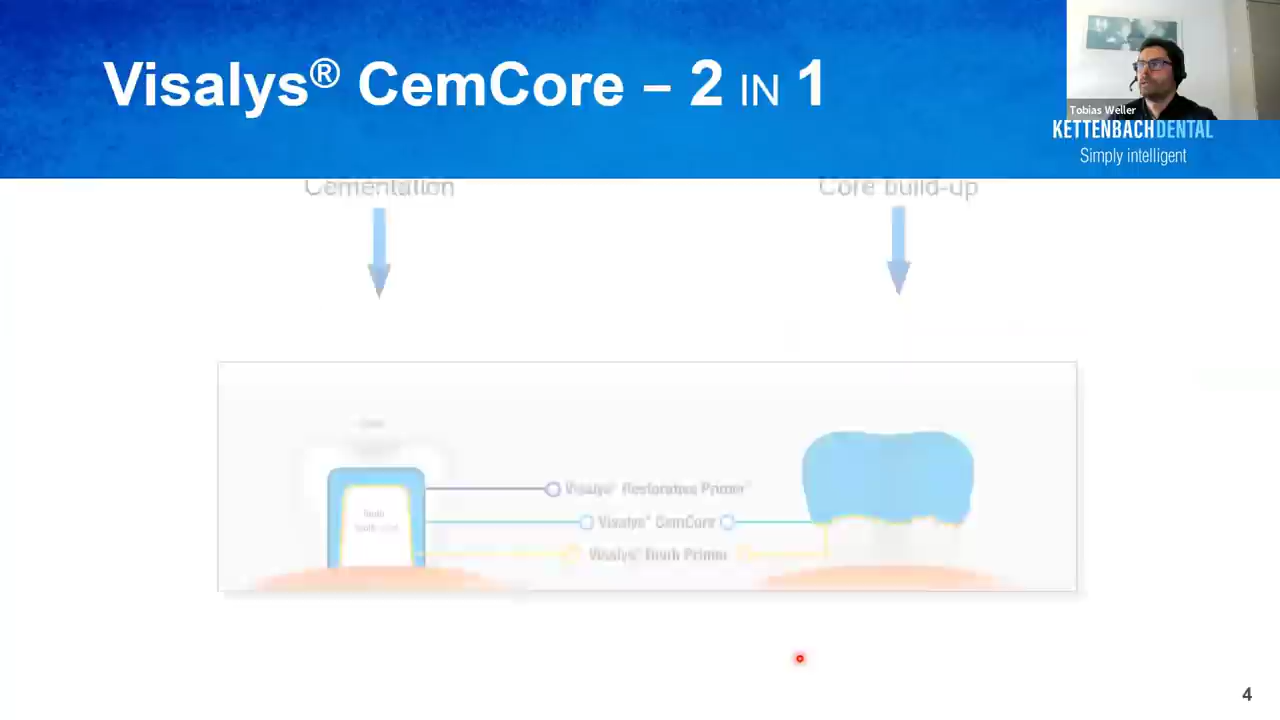 Visalys® CemCore – 2 IN 1
Tobias Weller
KETTENBACHDENTAL
Simply intelligent
Cementation
Core build-up
Visalys® Restorative Primer
Visalys® CemCore
Visalys® Tooth Primer
4